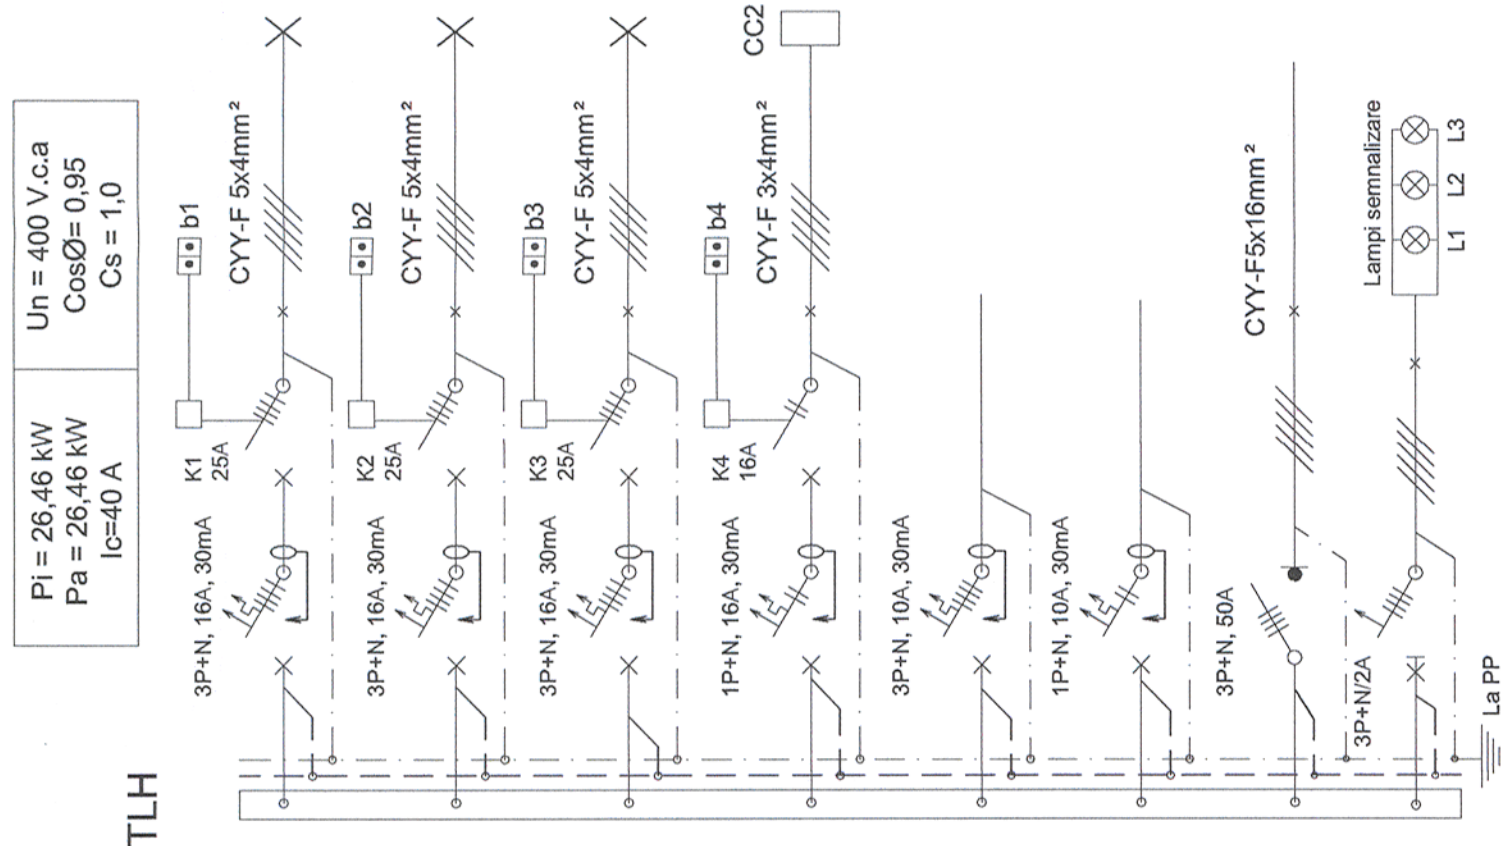 TLH
Pi = 26,46 kW
Pa = 26,46 kW
Ic=40 A
Un = 400 V.c.a
CosØ= 0,95
Cs = 1,0
3P+N, 16A, 30mA
K1
25A
b1
CYY-F 5x4mm²
3P+N, 16A, 30mA
K2
25A
b2
CYY-F 5x4mm²
3P+N, 16A, 30mA
K3
25A
b3
CYY-F 5x4mm²
1P+N, 16A, 30mA
K4
16A
b4
CYY-F 3x4mm²
CC2
3P+N, 10A, 30mA
1P+N, 10A, 30mA
3P+N, 50A
CYY-F5x16mm²
3P+N/2A
Lampi semnalizare
L1 L2 L3
La PP